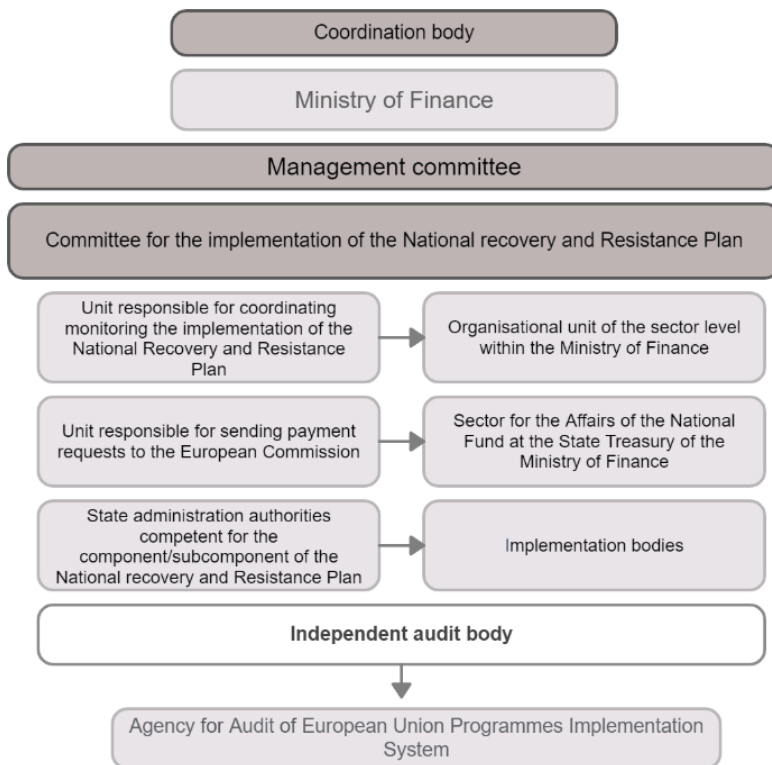 Coordination body
Ministry of Finance
Management committee
Committee for the implementation of the National recovery and Resistance Plan
Unit responsible for coordinating
monitoring the implementation of the
National Recovery and Resistance
Plan
Organisational unit of the sector level
within the Ministry of Finance
Unit responsible for sending payment
requests to the European Commission
Sector for the Affairs of the National
Fund at the State Treasury of the
Ministry of Finance
State administration authorities
competent for the
component/subcomponent of the
National recovery and Resistance Plan
Implementation bodies
Independent audit body
Agency for Audit of European Union Programmes Implementation
System